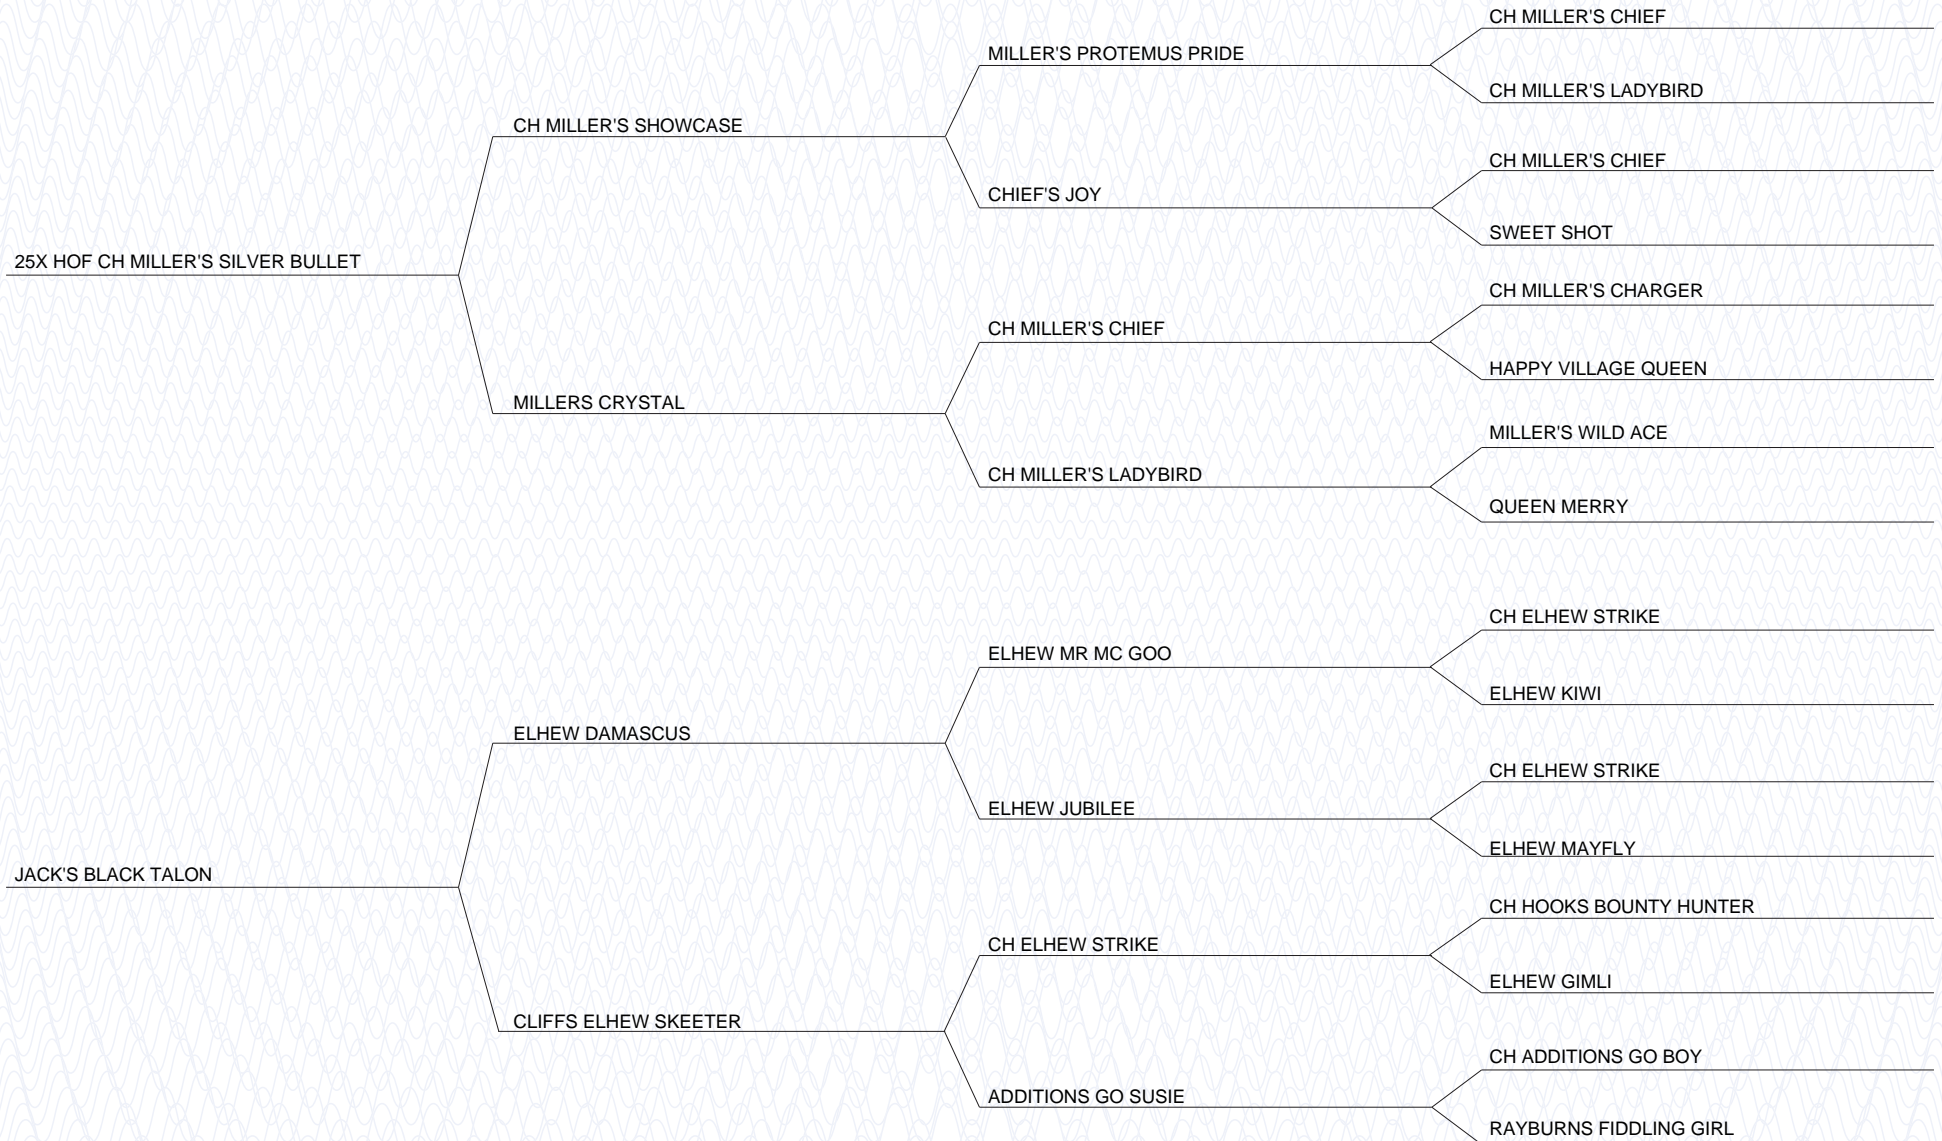 CH MILLER'S CHIEF
MILLER'S PROTEMUS PRIDE
CH MILLER'S LADYBIRD
CH MILLER'S SHOWCASE
CH MILLER'S CHIEF
CHIEF'S JOY
SWEET SHOT
25X HOF CH MILLER'S SILVER BULLET
CH MILLER'S CHARGER
CH MILLER'S CHIEF
HAPPY VILLAGE QUEEN
MILLERS CRYSTAL
MILLER'S WILD ACE
CH MILLER'S LADYBIRD
QUEEN MERRY
CH ELHEW STRIKE
ELHEW MR MC GOO
ELHEW KIWI
ELHEW DAMASCUS
CH ELHEW STRIKE
ELHEW JUBILEE
ELHEW MAYFLY
JACK'S BLACK TALON
CH HOOKS BOUNTY HUNTER
CH ELHEW STRIKE
ELHEW GIMLI
CLIFFS ELHEW SKEETER
CH ADDITIONS GO BOY
ADDITIONS GO SUSIE
RAYBURNS FIDDLING GIRL